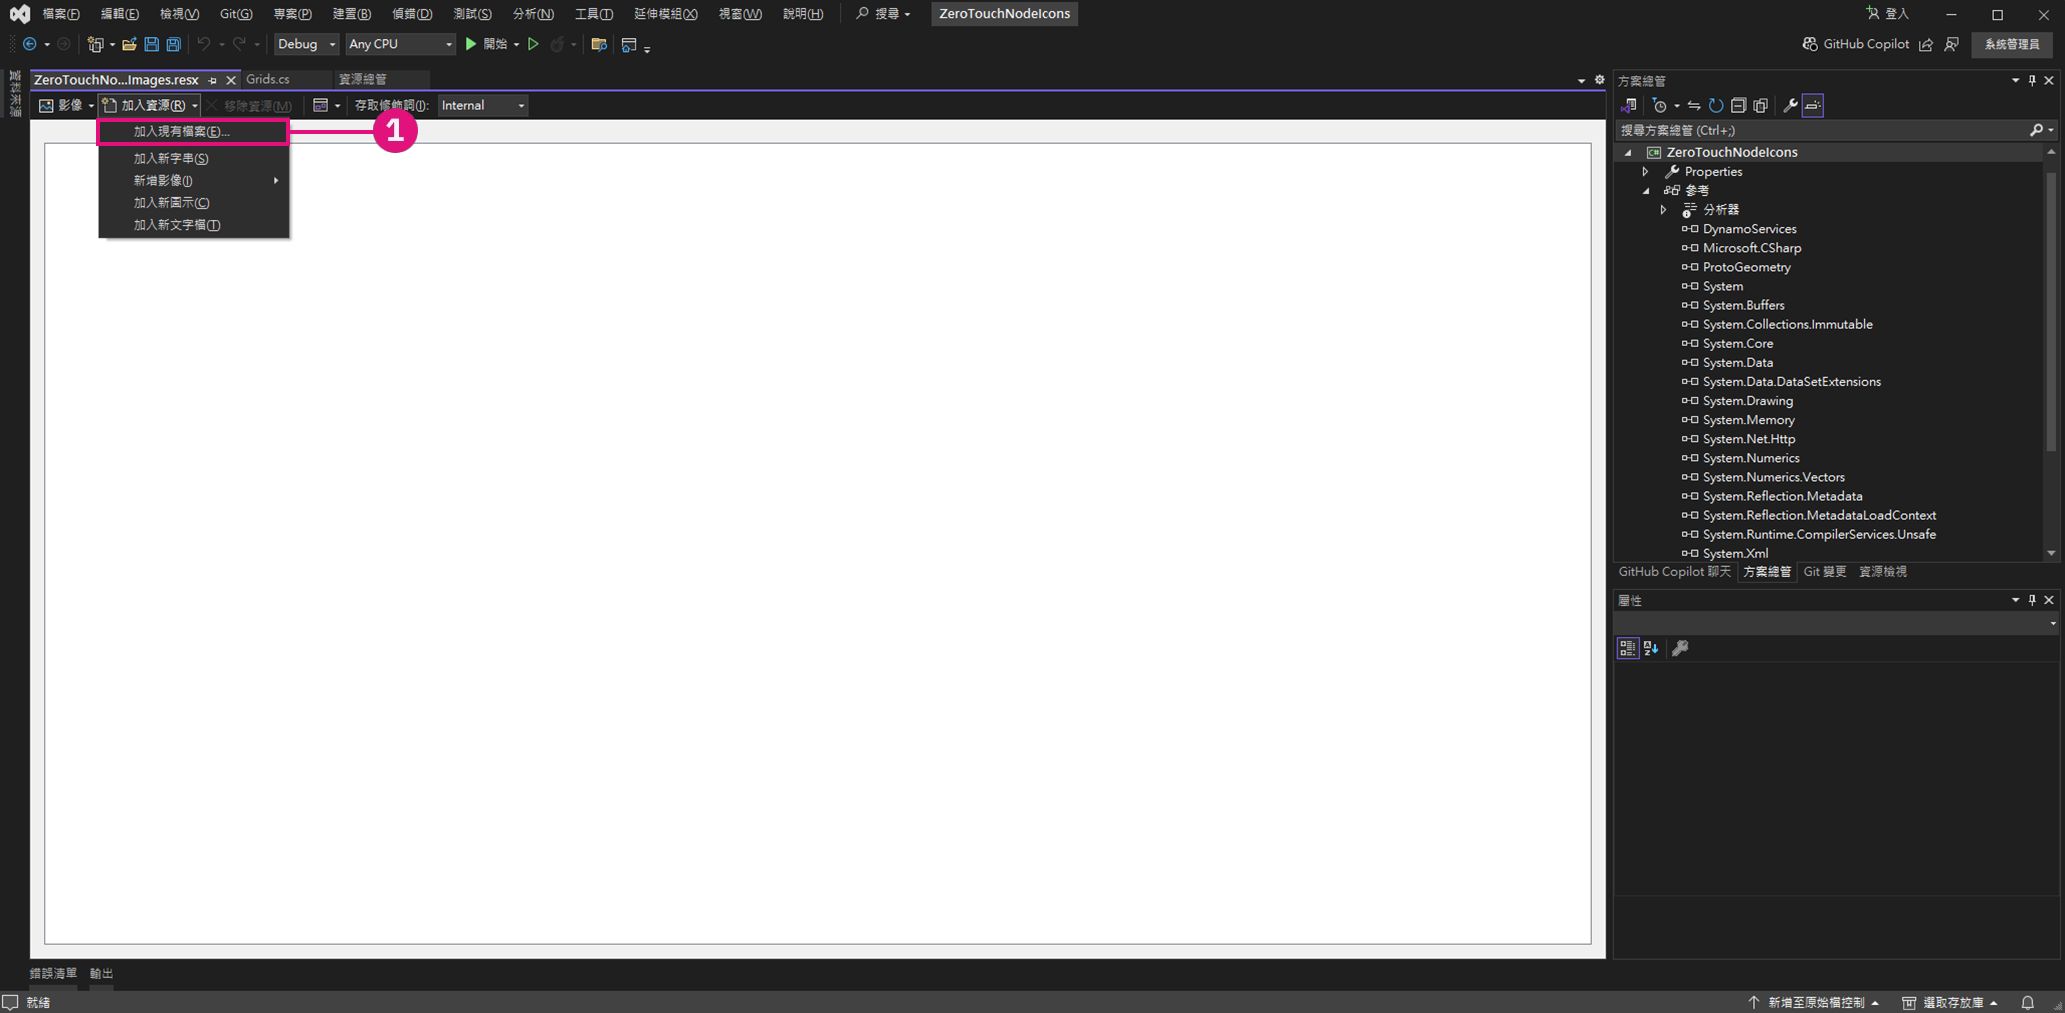 檔案(F) 編輯(E) 檢視(V) Git(G) 專案(P) 建置(B) 偵錯(D) 測試(S) 分析(N) 工具(T) 延伸模組(X) 視窗(W) 說明(H) 搜尋 ZeroTouchNodeIcons 登入
Debug Any CPU 開始 GitHub Copilot 系統管理員
資料來源
ZeroTouchNo...Images.resx Grids.cs 資源總管
影像 加入資源(R) 移除資源(M) 存取修飾詞(I): Internal
加入現有檔案(E)...
1
加入新字串(S)
新增影像(I)
加入新圖示(C)
加入新文字檔(T)
方案總管
搜尋方案總管 (Ctrl+;)
ZeroTouchNodeIcons
Properties
參考
分析器
DynamoServices
Microsoft.CSharp
ProtoGeometry
System
System.Buffers
System.Collections.Immutable
System.Core
System.Data
System.Data.DataSetExtensions
System.Drawing
System.Memory
System.Net.Http
System.Numerics
System.Numerics.Vectors
System.Reflection.Metadata
System.Reflection.MetadataLoadContext
System.Runtime.CompilerServices.Unsafe
System.Xml
GitHub Copilot 聊天 方案總管 Git 變更 資源檢視
屬性
錯誤清單 輸出
就緒 新增至原始檔控制 選取存放庫